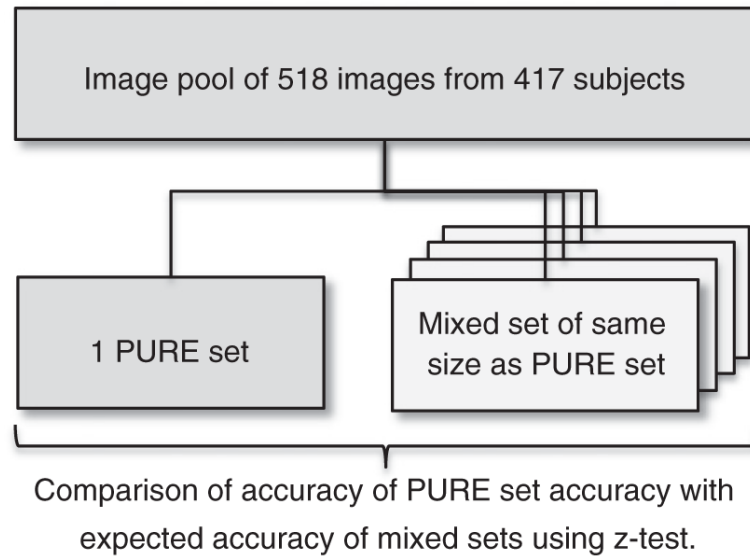 Image pool of 518 images from 417 subjects
1 PURE set
Mixed set of same
size as PURE set
Comparison of accuracy of PURE set accuracy with
expected accuracy of mixed sets using z-test.